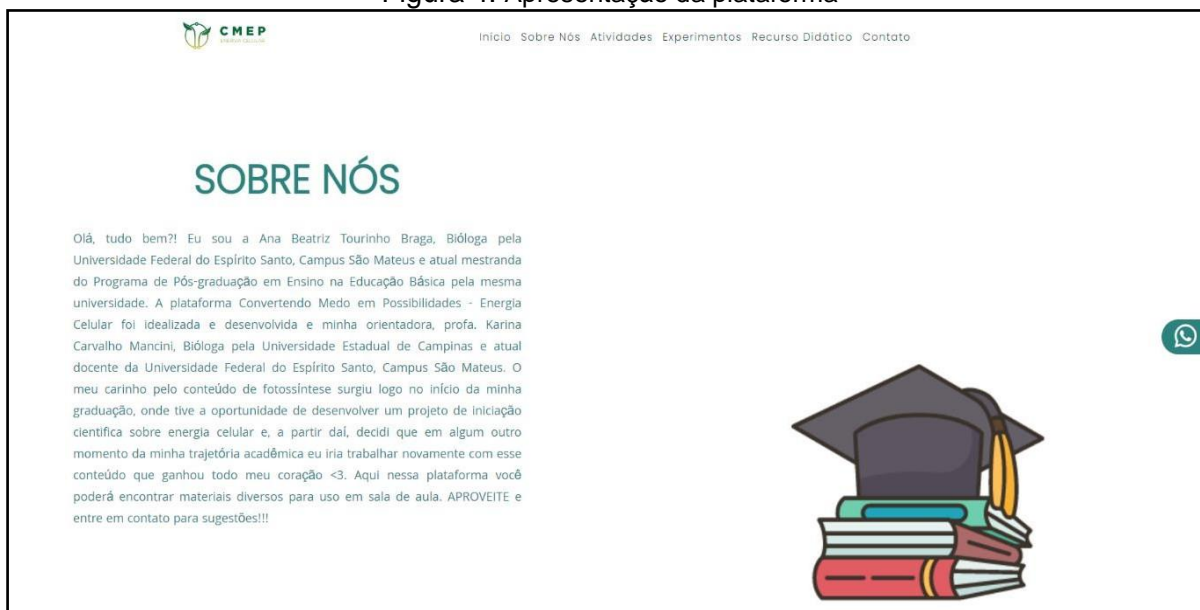 CMEP
Início Sobre Nós Atividades Experimentos Recurso Didático Contato
SOBRE NÓS
Olá, tudo bem?! Eu sou a Ana Beatriz Tourinho Braga, Bióloga pela
Universidade Federal do Espírito Santo, Campus São Mateus e atual mestranda
do Programa de Pós-graduação em Ensino na Educação Básica pela mesma
universidade. A plataforma Convertendo Medo em Possibilidades - Energia
Celular foi idealizada e desenvolvida e minha orientadora, profa. Karina
Carvalho Mancini, Bióloga pela Universidade Estadual de Campinas e atual
docente da Universidade Federal do Espírito Santo, Campus São Mateus. O
meu carinho pelo conteúdo de fotossíntese surgiu logo no início da minha
graduação, onde tive a oportunidade de desenvolver um projeto de iniciação
cientifica sobre energia celular e, a partir daí, decidi que em algum outro
momento da minha trajetória acadêmica eu iria trabalhar novamente com esse
conteúdo que ganhou todo meu coração <3. Aqui nessa plataforma você
poderá encontrar materiais diversos para uso em sala de aula. APROVEITE e
entre em contato para sugestões!!!